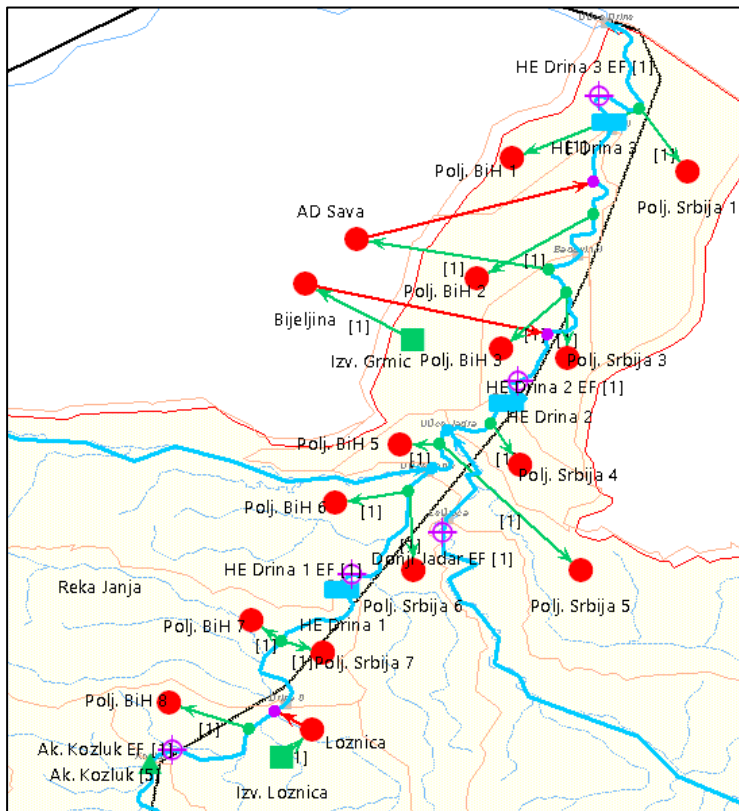 HE Drina 3 EF [1]
HE Drina 3
[1]
Polj. BiH 1
[1]
Polj. Srbija 1
AD Sava
[1]
[1]
Polj. BiH 2
Bijeljina
[1]
Izv. Grmic
[1]
[1]
Polj. BiH 3
Polj. Srbija 3
HE Drina 2 EF [1]
HE Drina 2
Polj. BiH 5
[1]
[1]
Polj. Srbija 4
Polj. BiH 6
[1]
[1]
[1]
Donji Jadar EF [1]
HE Drina 1 EF [1]
Reka Janja
Polj. Srbija 6
Polj. Srbija 5
HE Drina 1
Polj. BiH 7
[1]
[1]
Polj. Srbija 7
Polj. BiH 8
[1]
Loznica
Ak. Kozluk EF [1]
Ak. Kozluk [5]
1]
Izv. Loznica